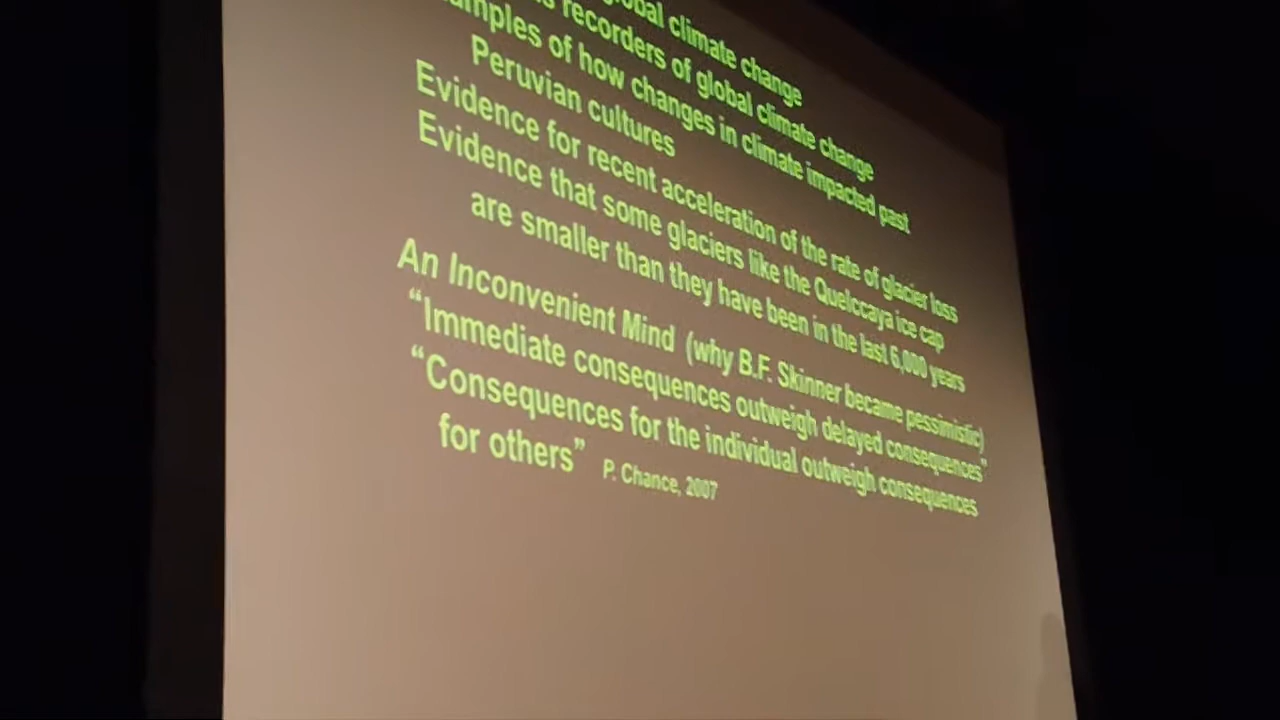 global climate change
recorders of global climate change
of how changes in climate impacted past
Peruvian cultures
Evidence for recent acceleration of the rate of glacier loss
Evidence that some glaciers like the Quelccaya ice cap
are smaller than they have been in the last 6,000 years
An Inconvenient Mind (why B.F. Skinner became pessimistic)
“Immediate consequences outweigh delayed consequences”
“Consequences for the individual outweigh consequences
for others” P. Chance, 2007